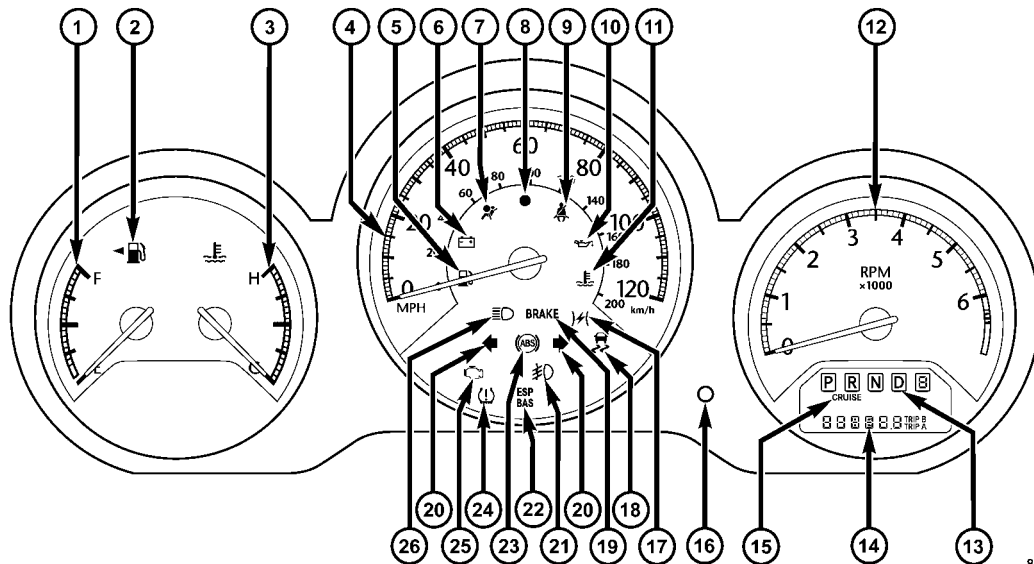 1 2 3 4 5 6 7 8 9 10 11 12
F H
C
0 20 40 60 80 100 120
60 80 140 160 180 200
MPH km/h
BRAKE
ABS
ESP
BAS
RPM
×1000
0 1 2 3 4 5 6
P R N D 8
CRUISE
TRIP B
TRIP A
20 24 22 20 18
26 25 23 21 19 17 16 15 14 13